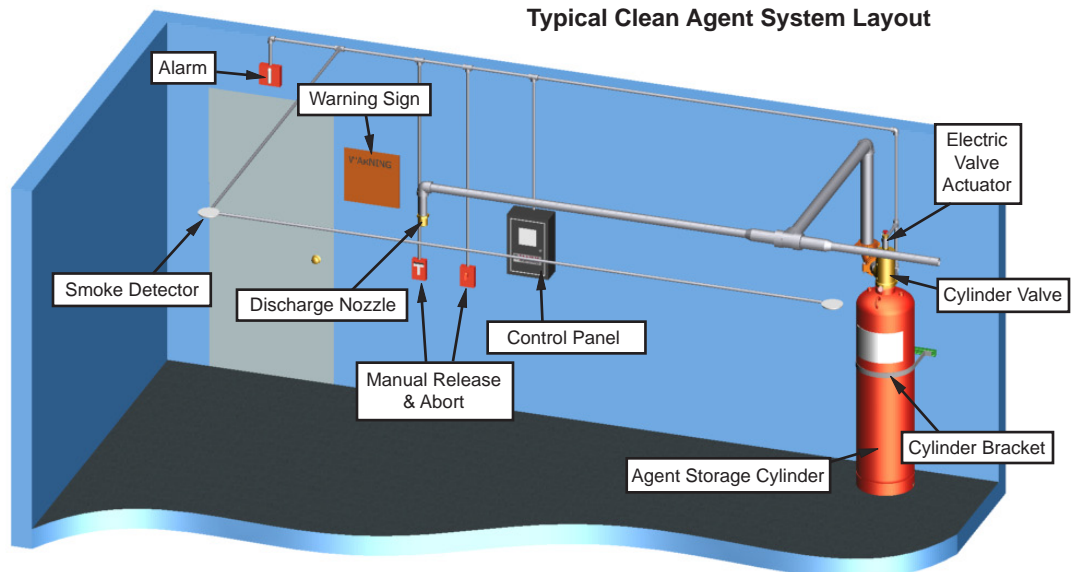 Typical Clean Agent System Layout
Alarm
Warning Sign
WARNING
Electric
Valve
Actuator
Smoke Detector
Discharge Nozzle
Control Panel
Cylinder Valve
Manual Release
& Abort
Cylinder Bracket
Agent Storage Cylinder